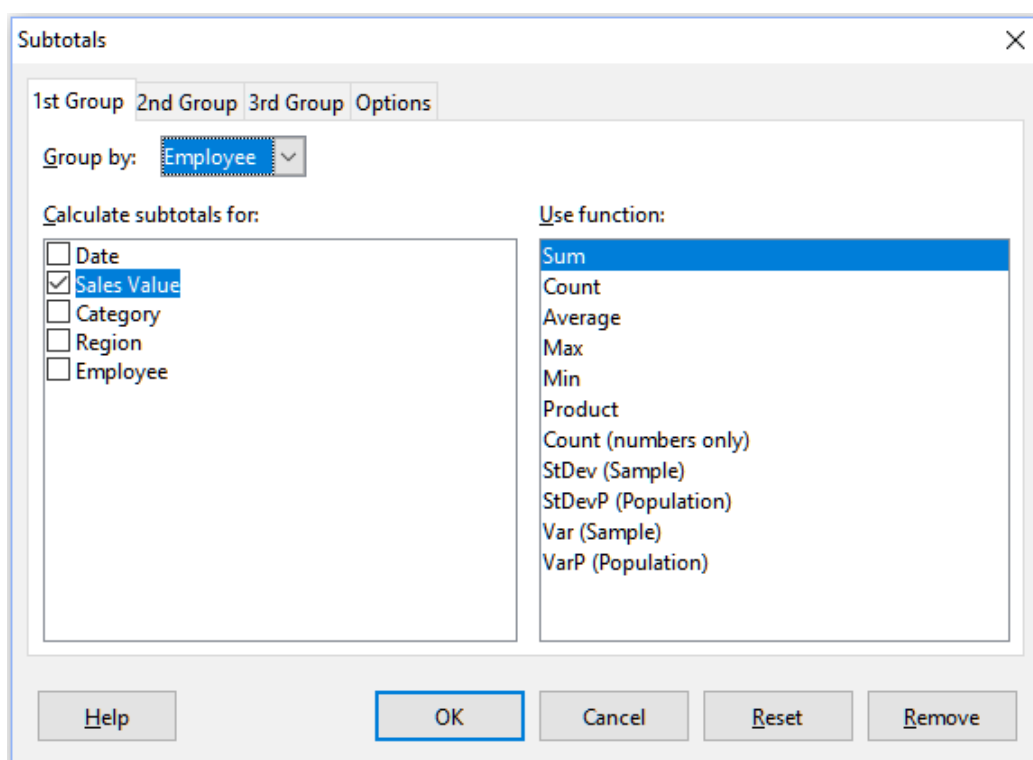 Subtotals
1st Group 2nd Group 3rd Group Options
Group by: Employee
Calculate subtotals for:
Date
Sales Value
Category
Region
Employee
Use function:
Sum
Count
Average
Max
Min
Product
Count (numbers only)
StDev (Sample)
StDevP (Population)
Var (Sample)
VarP (Population)
Help OK Cancel Reset Remove